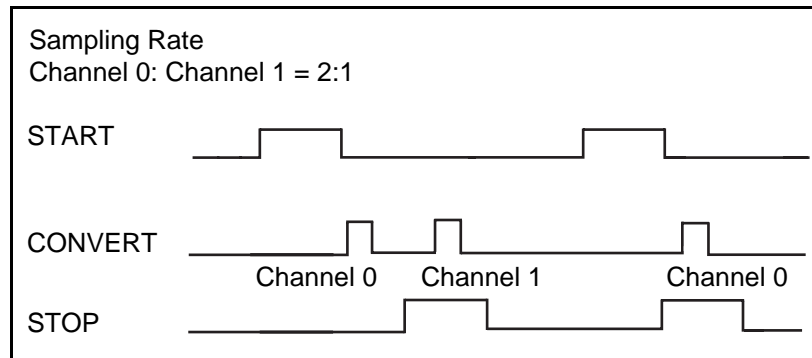 Sampling Rate
Channel 0: Channel 1 = 2:1
START
CONVERT
Channel 0 Channel 1 Channel 0
STOP